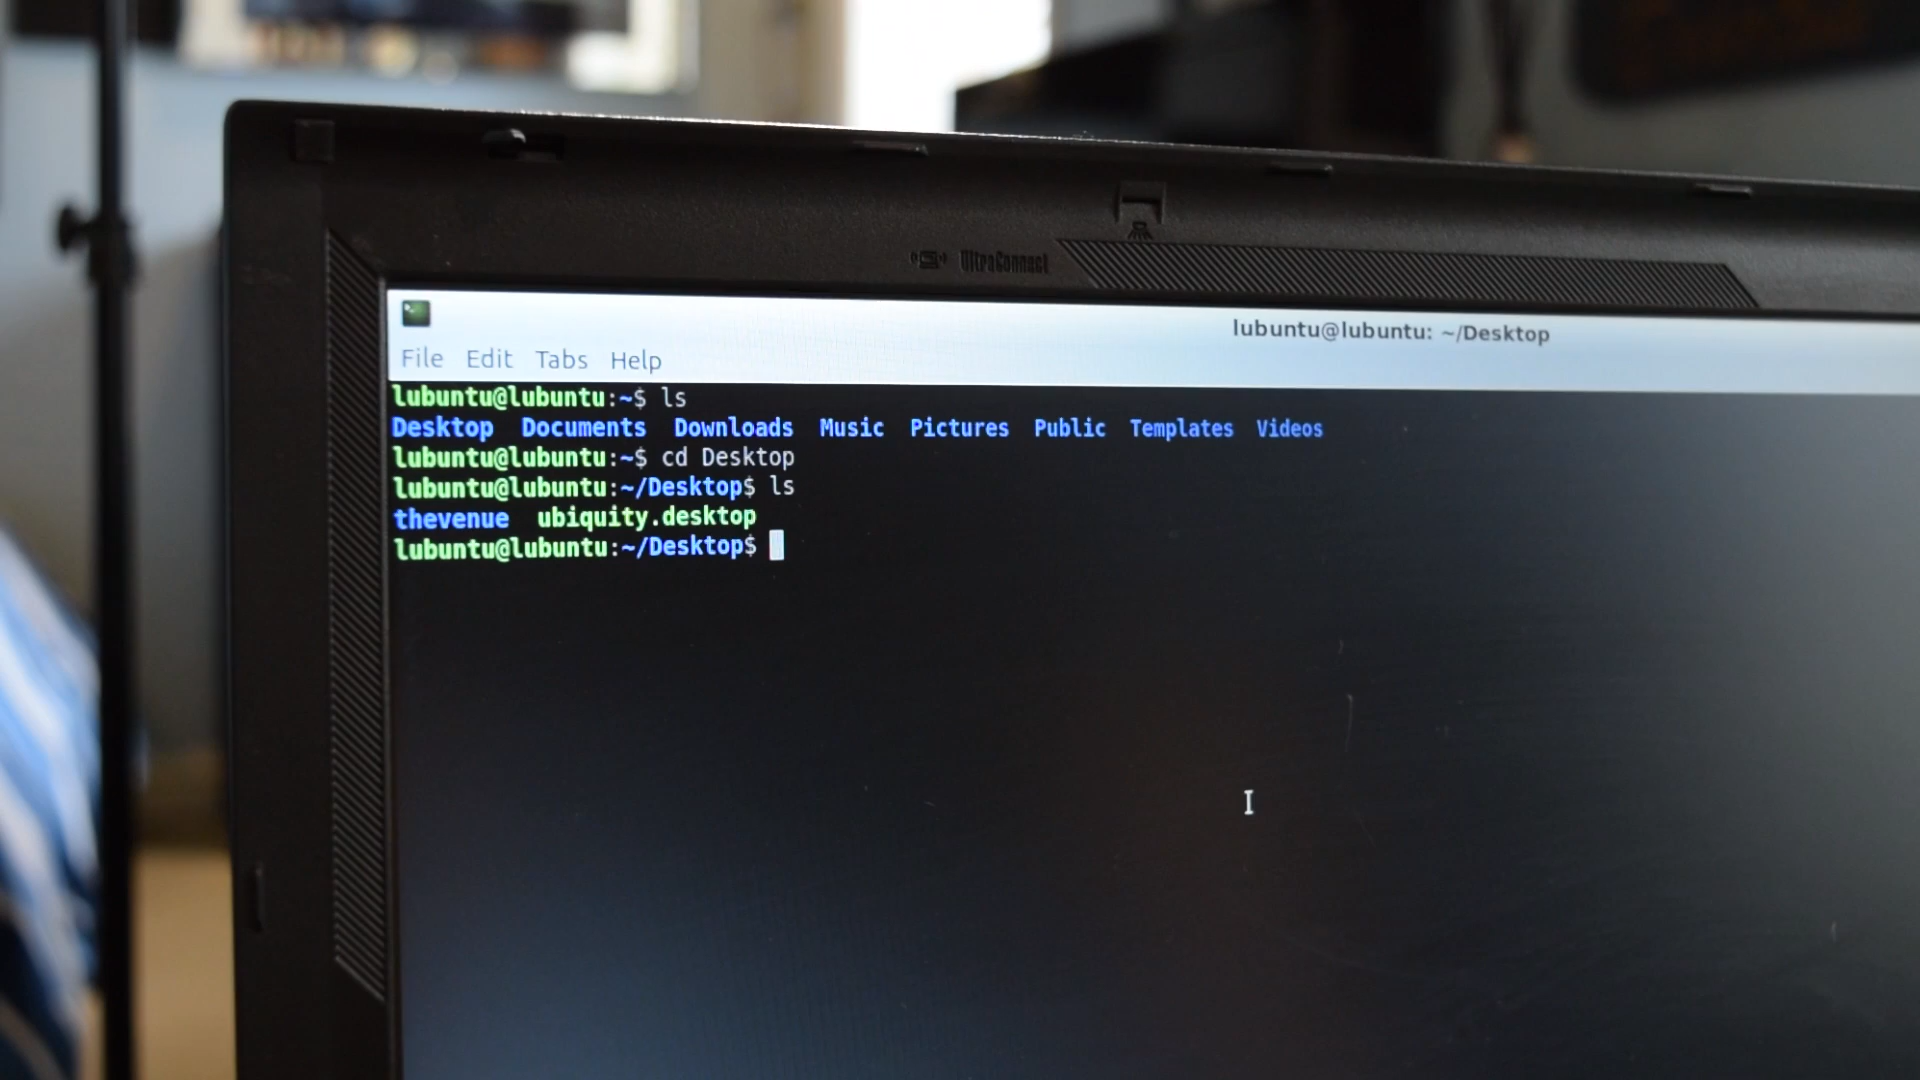 UltraConnect
lubuntu@lubuntu: ~/Desktop
File Edit Tabs Help
lubuntu@lubuntu:~$ ls
Desktop Documents Downloads Music Pictures Public Templates Videos
lubuntu@lubuntu:~$ cd Desktop
lubuntu@lubuntu:~/Desktop$ ls
thevenue ubiquity.desktop
lubuntu@lubuntu:~/Desktop$